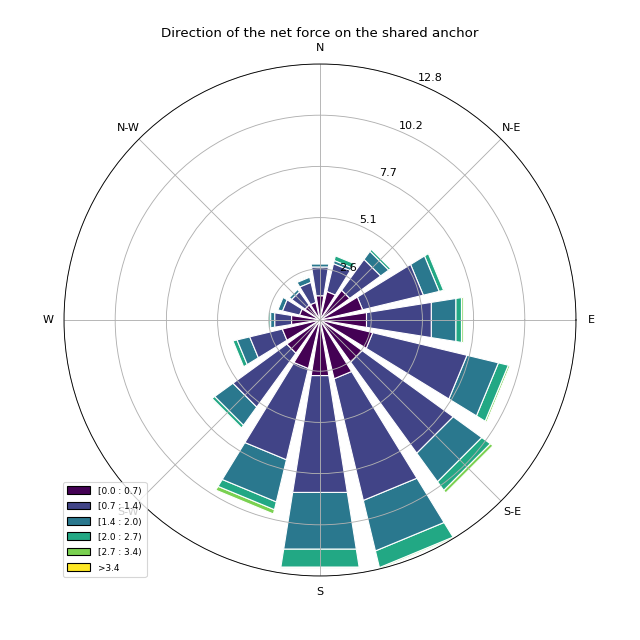 Direction of the net force on the shared anchor
N
12.8
N-W
N-E
10.2
7.7
5.1
2.6
W
E
[0.0 : 0.7)
[0.7 : 1.4)
S-W
S-E
[1.4 : 2.0)
[2.0 : 2.7)
[2.7 : 3.4)
>3.4
S